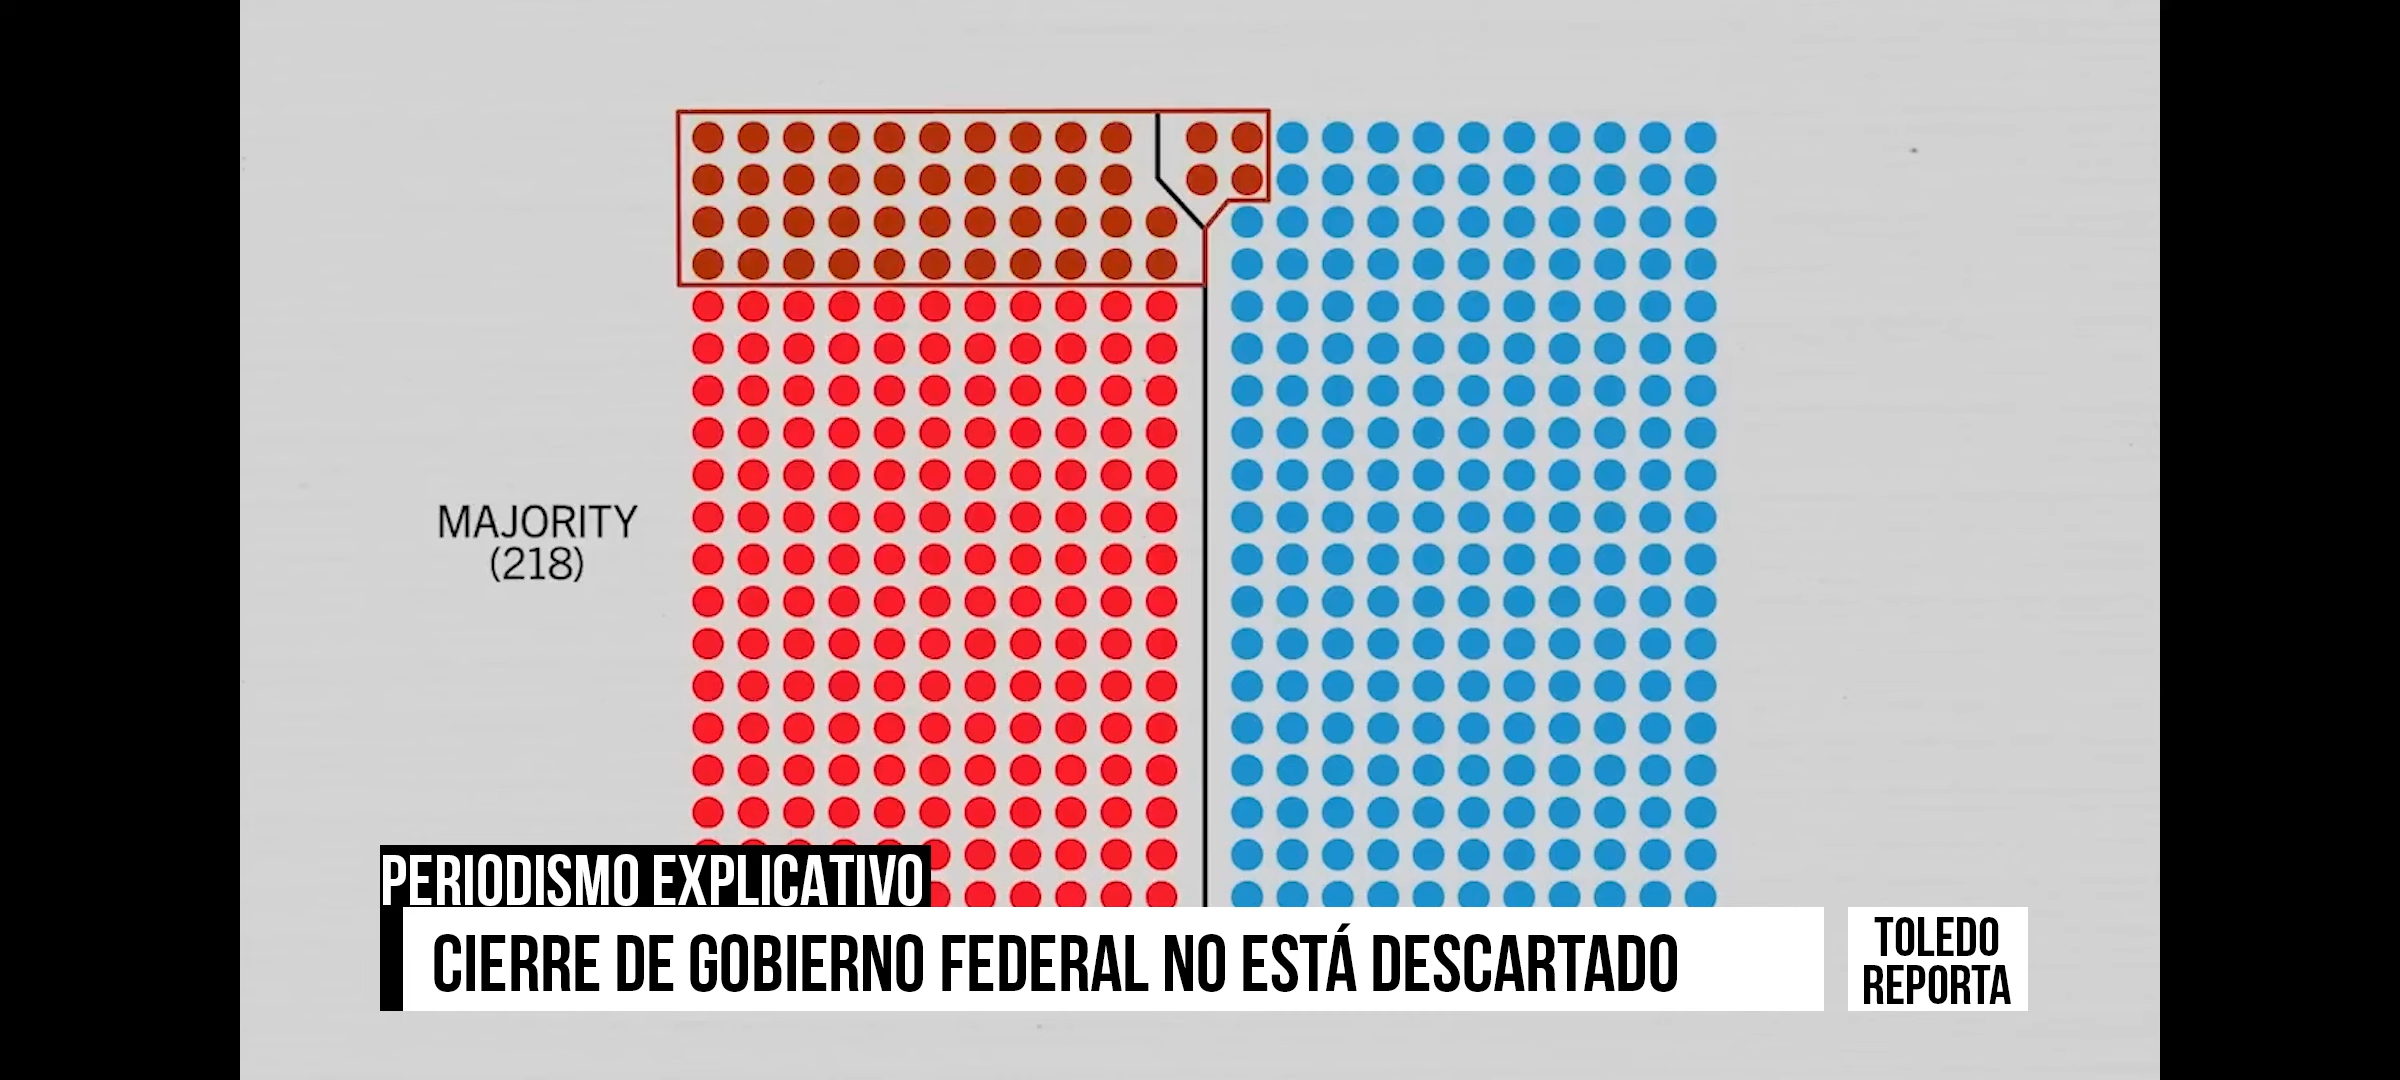 MAJORITY
(218)
PERIODISMO EXPLICATIVO
CIERRE DE GOBIERNO FEDERAL NO ESTÁ DESCARTADO
TOLEDO
REPORTA